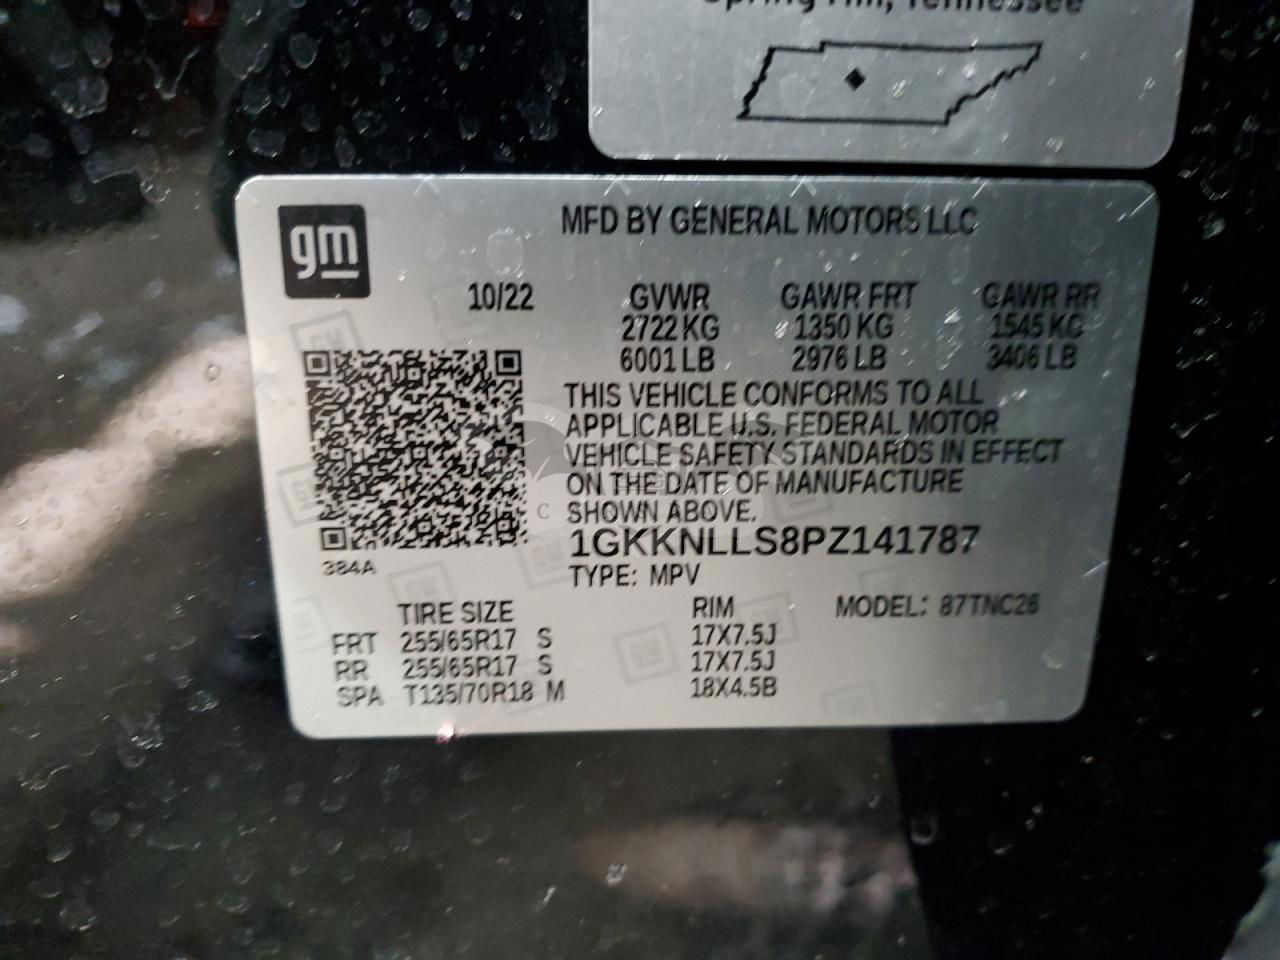 Spring Hill, Tennessee
gm
MFD BY GENERAL MOTORS LLC
10/22 GVWR GAWR FRT GAWR RR
2722 KG 1350 KG 1545 KG
6001 LB 2976 LB 3406 LB
THIS VEHICLE CONFORMS TO ALL
APPLICABLE U.S. FEDERAL MOTOR
VEHICLE SAFETY STANDARDS IN EFFECT
ON THE DATE OF MANUFACTURE
SHOWN ABOVE.
1GKKNLLS8PZ141787
384A
TYPE: MPV
TIRE SIZE RIM MODEL: 87TNC26
FRT 255/65R17 S 17X7.5J
RR 255/65R17 S 17X7.5J
SPA T135/70R18 M 18X4.5B